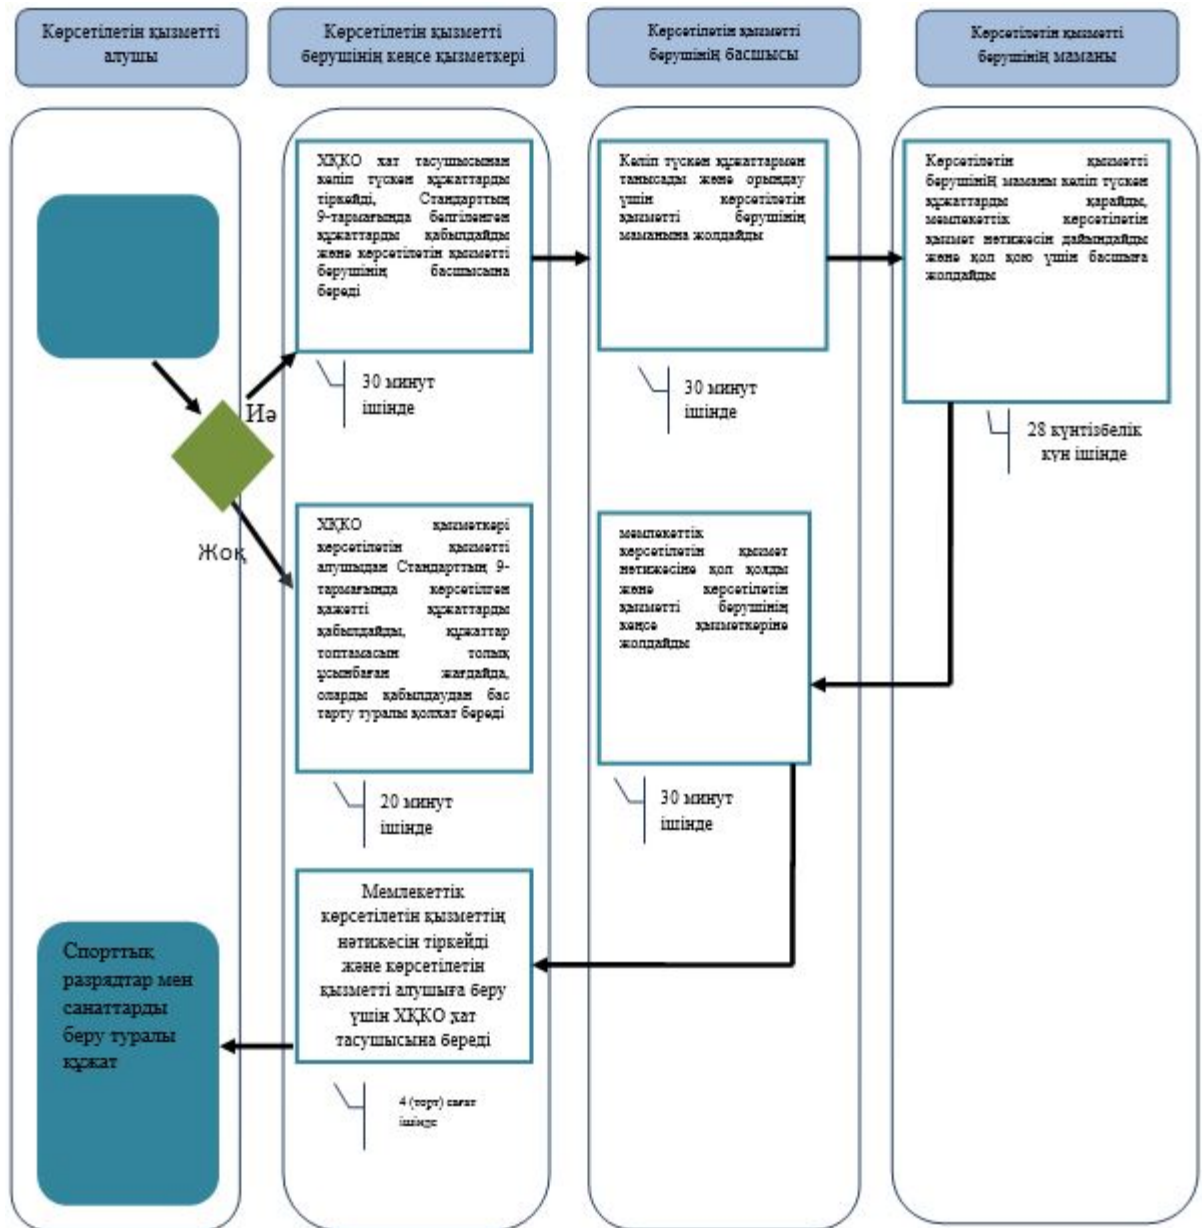 Көрсетілетін қызметті
алушы
Көрсетілетін қызметті
берушінің кеңсе қызметкері
Көрсетілетін қызметті
берушінің басшысы
Көрсетілетін қызметті
берушінің маманы
ХҚКО хат тасушысынан
келіп түскен құжаттарды
тіркейді, Стандарттың
9-тармағында белгіленген
құжаттарды қабылдайды
және көрсетілетін қызметті
берушінің басшысына
береді
30 минут
ішінде
Келіп түскен құжаттармен
танысады және орындау
үшін көрсетілетін
қызметті берушінің
маманына жолдайды
30 минут
ішінде
Көрсетілетін қызметті
берушінің маманы келіп түскен
құжаттарды қарайды,
мемлекеттік көрсетілетін
қызмет нәтижесін дайындайды
және қол қою үшін басшыға
жолдайды
28 күнтізбелік
күн ішінде
Иә
Жоқ
ХҚКО қызметкері
көрсетілетін қызметті
алушыдан Стандарттың 9-
тармағында көрсетілген
қажетті құжаттарды
қабылдайды, құжаттар
топтамасын толық
ұсынбаған жағдайда,
оларды қабылдаудан бас
тарту туралы қолхат береді
20 минут
ішінде
мемлекеттік
көрсетілетін қызмет
нәтижесіне қол қояды
және көрсетілетін
қызметті берушінің
кеңсе қызметкеріне
жолдайды
30 минут
ішінде
Мемлекеттік
көрсетілетін қызметтің
нәтижесін тіркейді
және көрсетілетін
қызметті алушыға беру
үшін ХҚКО хат
тасушысына береді
4 (төрт) сағат
ішінде
Спорттық
разрядтар мен
санаттарды
беру туралы
құжат